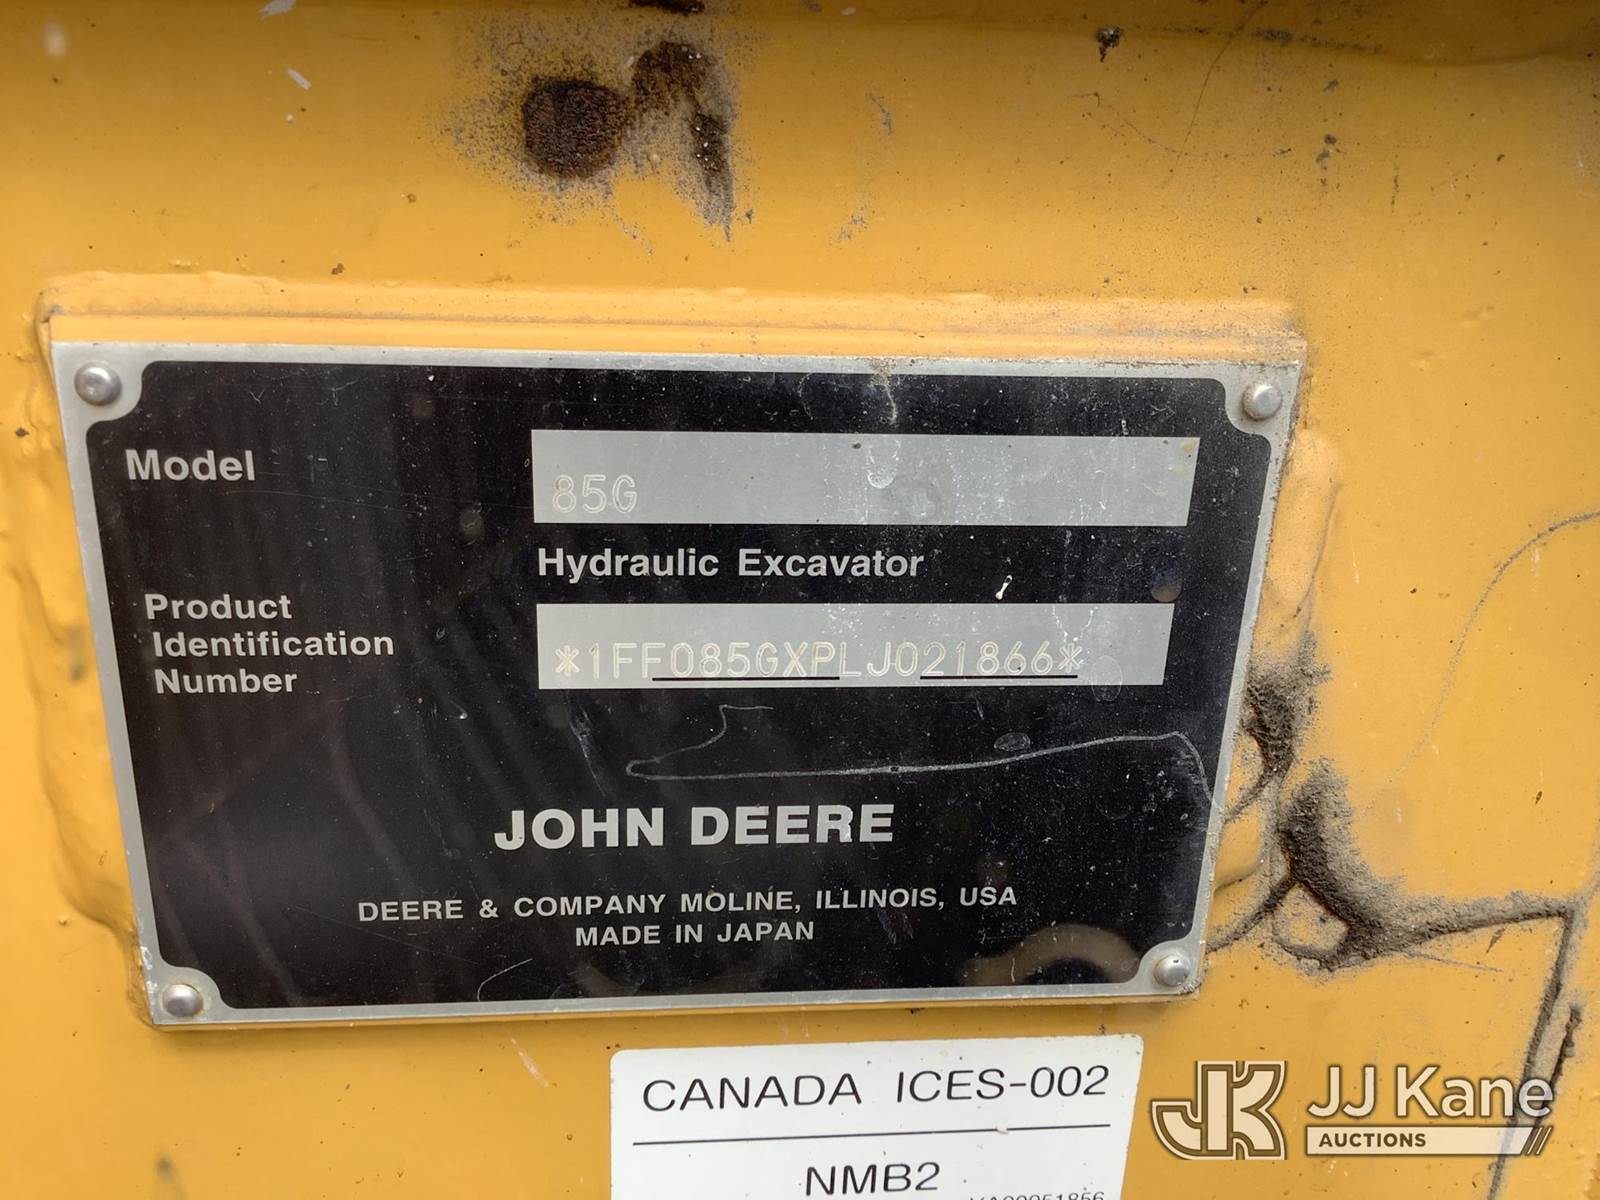 Model
85G
Hydraulic Excavator
Product
Identification
Number
*1FF085GXPLJ021866*
JOHN DEERE
DEERE & COMPANY MOLINE, ILLINOIS, USA
MADE IN JAPAN
CANADA ICES-002
NMB2
JK JJ Kane
AUCTIONS